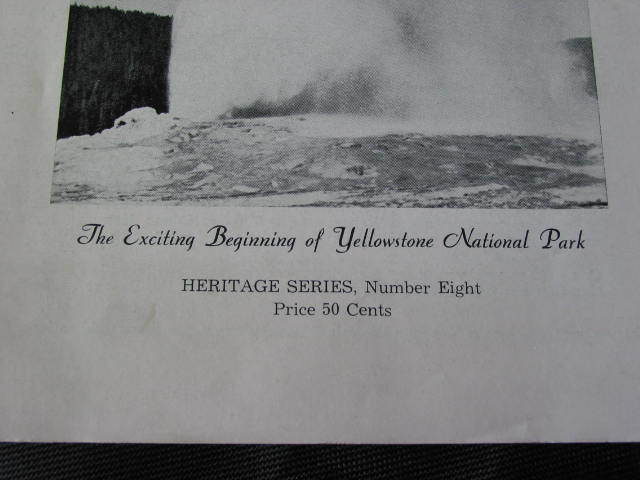 The Exciting Beginning of Yellowstone National Park
HERITAGE SERIES, Number Eight
Price 50 Cents